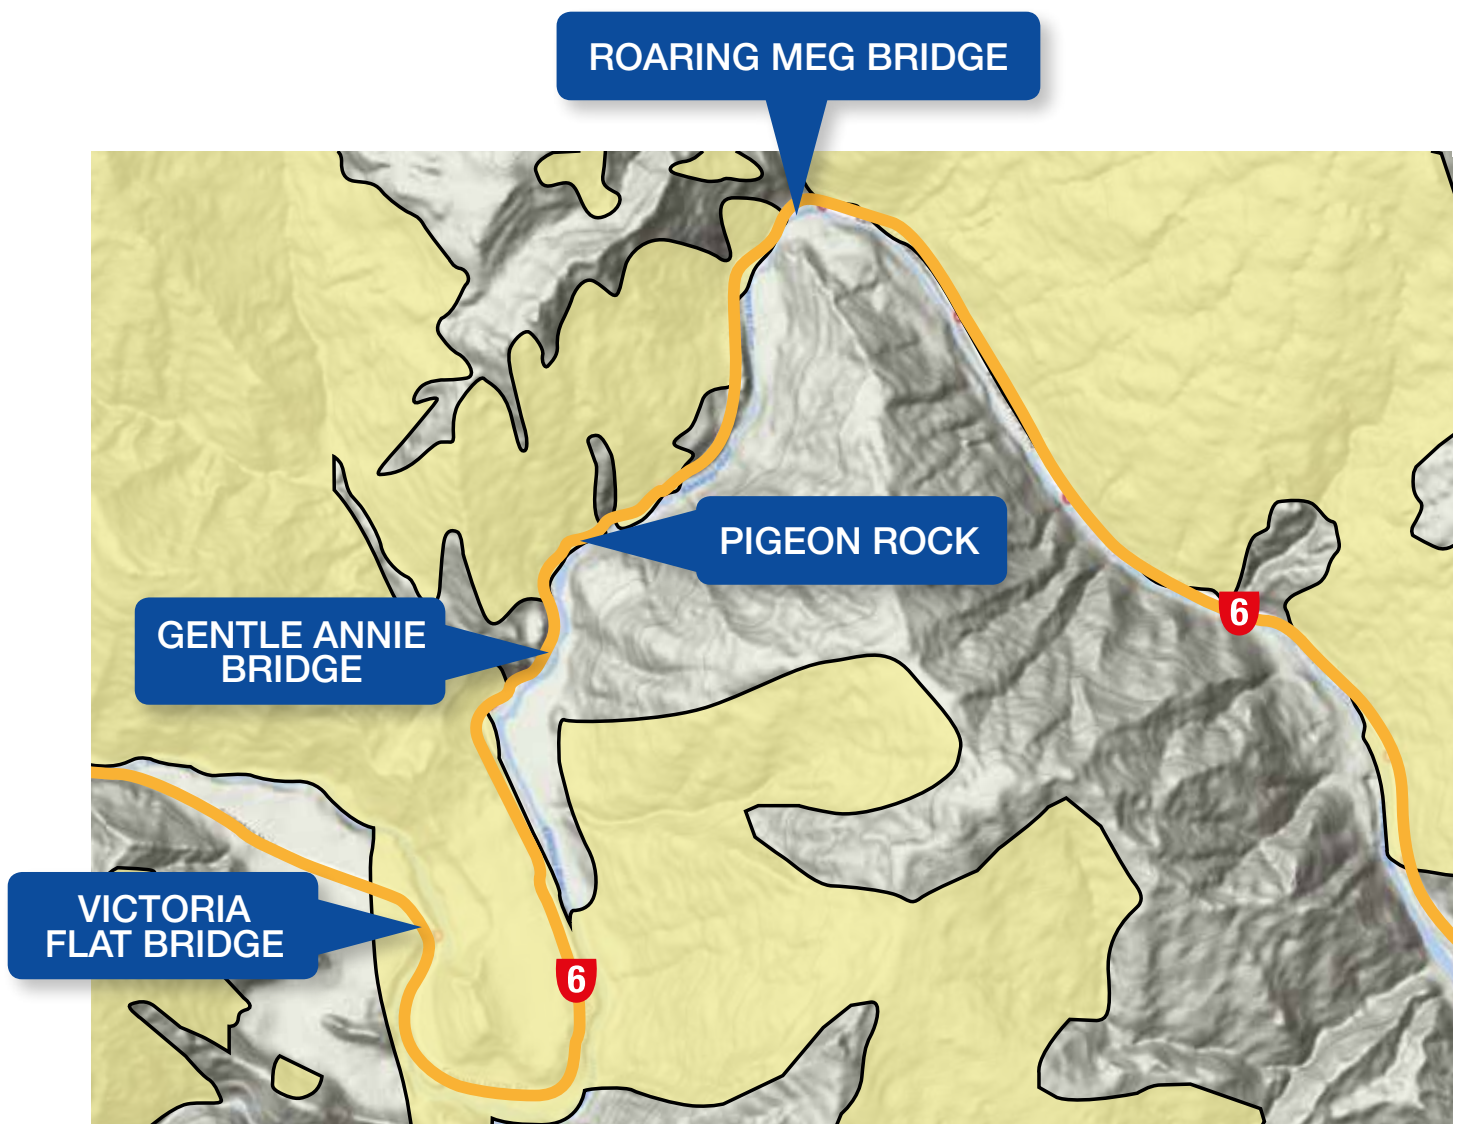 ROARING MEG BRIDGE
PIGEON ROCK
6
GENTLE ANNIE
BRIDGE
VICTORIA
FLAT BRIDGE
6